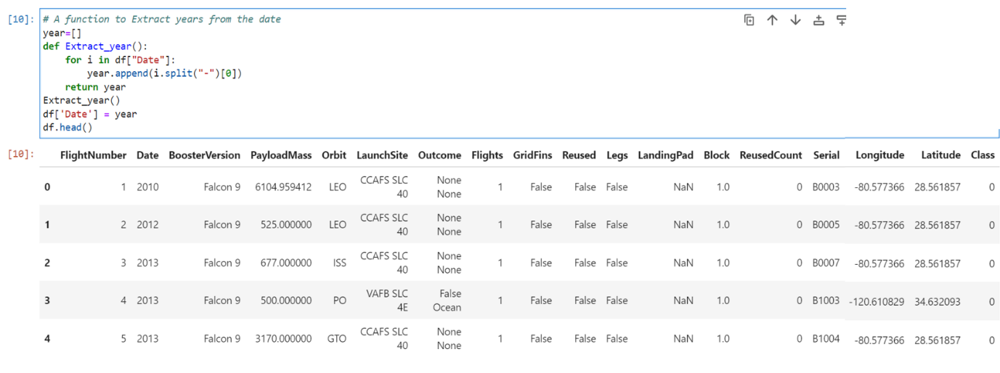 [10]: # A function to Extract years from the date
year=[]
def Extract_year():
    for i in df["Date"]:
        year.append(i.split("-")[0])
    return year
Extract_year()
df['Date'] = year
df.head()
[10]: FlightNumber Date BoosterVersion PayloadMass Orbit LaunchSite Outcome Flights GridFins Reused Legs LandingPad Block ReusedCount Serial Longitude Latitude Class
0 1 2010 Falcon 9 6104.959412 LEO CCAFS SLC 40 None None 1 False False False NaN 1.0 0 B0003 -80.577366 28.561857 0
1 2 2012 Falcon 9 525.000000 LEO CCAFS SLC 40 None None 1 False False False NaN 1.0 0 B0005 -80.577366 28.561857 0
2 3 2013 Falcon 9 677.000000 ISS CCAFS SLC 40 None None 1 False False False NaN 1.0 0 B0007 -80.577366 28.561857 0
3 4 2013 Falcon 9 500.000000 PO VAFB SLC 4E False Ocean 1 False False False NaN 1.0 0 B1003 -120.610829 34.632093 0
4 5 2013 Falcon 9 3170.000000 GTO CCAFS SLC 40 None None 1 False False False NaN 1.0 0 B1004 -80.577366 28.561857 0